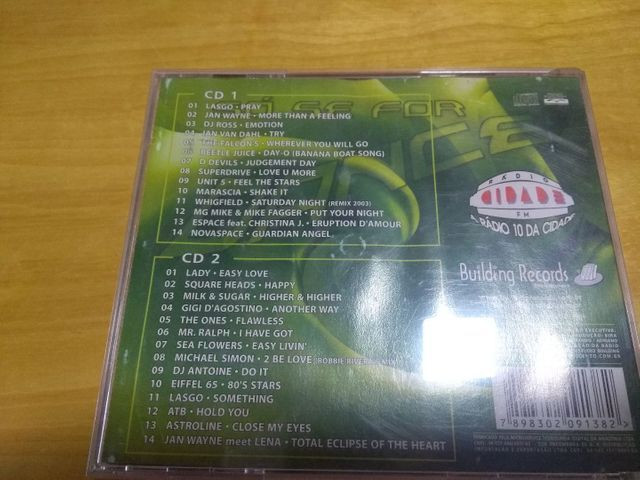 CD 1
01 LASGO • PRAY
02 JAN WAYNE • MORE THAN A FEELING
03 DJ ROSS • EMOTION
04 JAN VAN DAHL • TRY
05 THE FALCON'S • WHEREVER YOU WILL GO
06 BEETLE JUICE • DAY-O (BANANA BOAT SONG)
07 D DEVILS • JUDGEMENT DAY
08 SUPERDRIVE • LOVE U MORE
09 UNIT 5 • FEEL THE STARS
10 MARASCIA • SHAKE IT
11 WHIGFIELD • SATURDAY NIGHT (REMIX 2003)
12 MG MIKE & MIKE FAGGER • PUT YOUR NIGHT
13 ESPACE feat. CHRISTINA J. • ERUPTION D'AMOUR
14 NOVASPACE • GUARDIAN ANGEL
SE FOR
RÁDIO
CIDADE
FM
A RÁDIO 10 DA CIDADE
Building Records
CD 2
01 LADY • EASY LOVE
02 SQUARE HEADS • HAPPY
03 MILK & SUGAR • HIGHER & HIGHER
04 GIGI D'AGOSTINO • ANOTHER WAY
05 THE ONES • FLAWLESS
06 MR. RALPH • I HAVE GOT
07 SEA FLOWERS • EASY LIVIN'
08 MICHAEL SIMON • 2 BE LOVE (ROBBIE RIVERA REMIX)
09 DJ ANTOINE • DO IT
10 EIFFEL 65 • 80'S STARS
11 LASGO • SOMETHING
12 ATB • HOLD YOU
13 ASTROLINE • CLOSE MY EYES
14 JAN WAYNE meet LENA • TOTAL ECLIPSE OF THE HEART
7 898302 091382